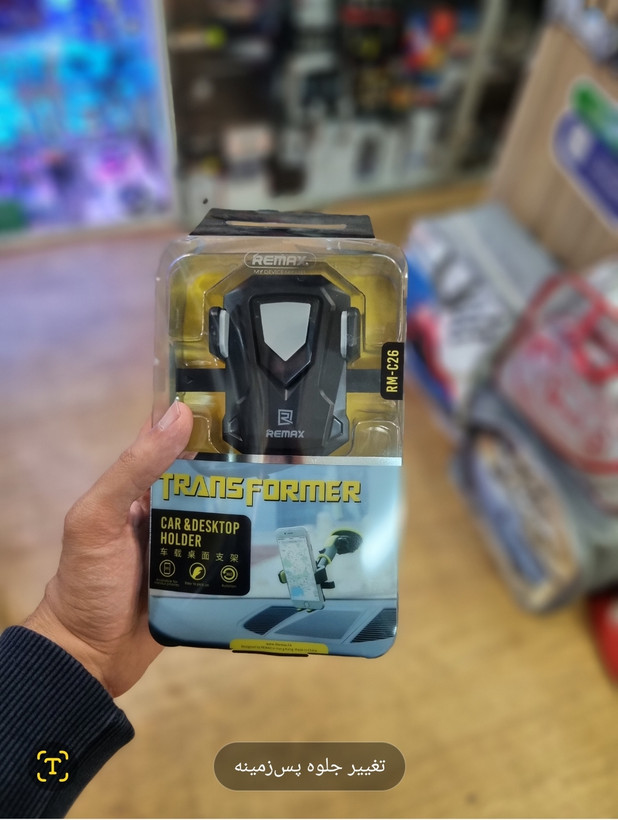 REMAX
RM-C26
REMAX
TRANSFORMER
CAR &DESKTOP
HOLDER
车载桌面支架
T
تغییر جلوه پس‌زمینه